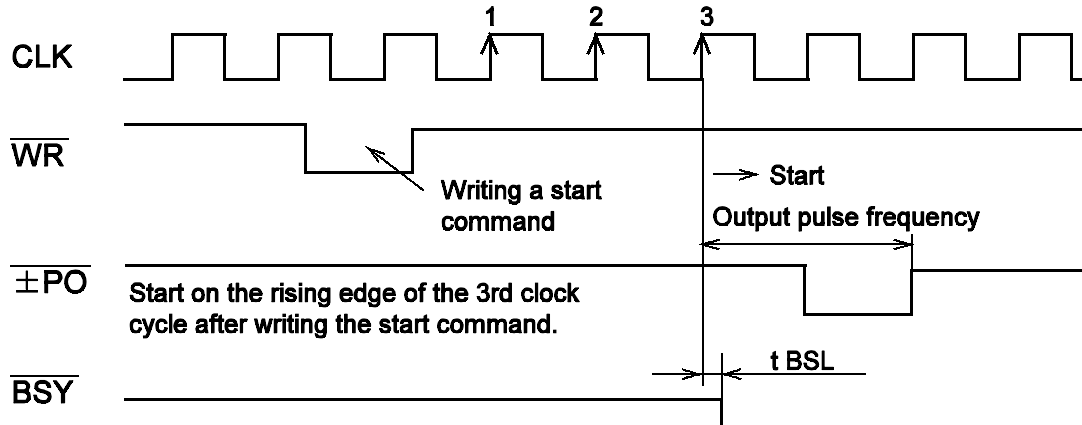 1 2 3
CLK
WR
Writing a start
command
Start
Output pulse frequency
±PO
Start on the rising edge of the 3rd clock
cycle after writing the start command.
t BSL
BSY